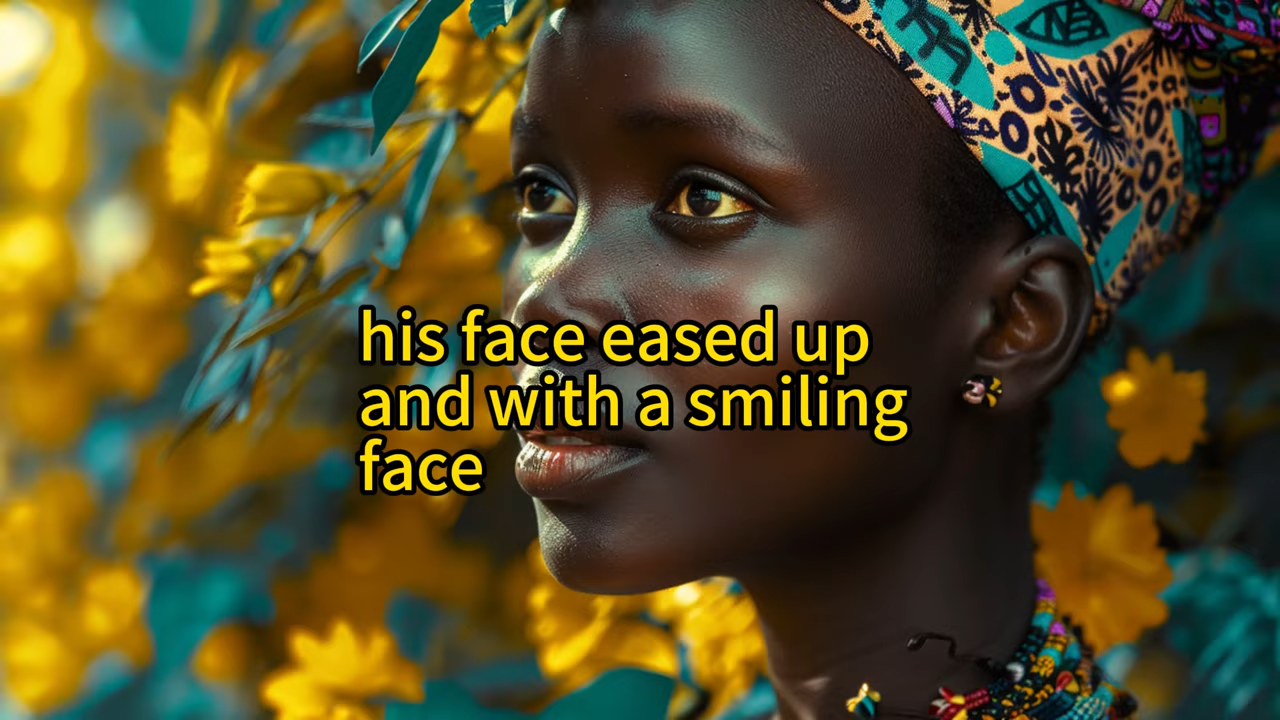 his face eased up
and with a smiling
face